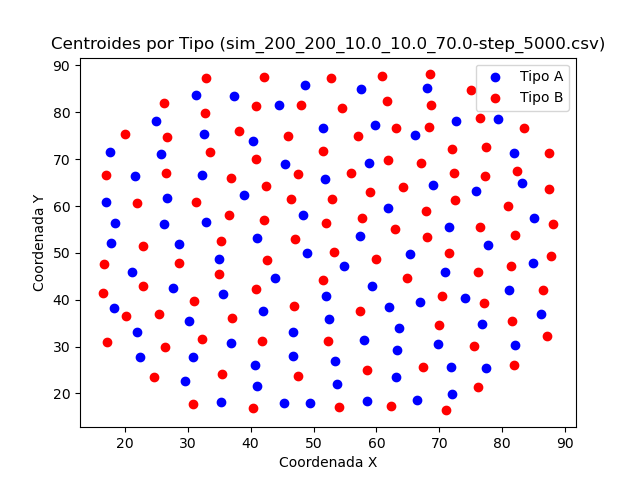 Centroides por Tipo (sim_200_200_10.0_10.0_70.0-step_5000.csv)
Tipo A
Tipo B
90
80
70
60
50
40
30
20
Coordenada Y
20 30 40 50 60 70 80 90
Coordenada X